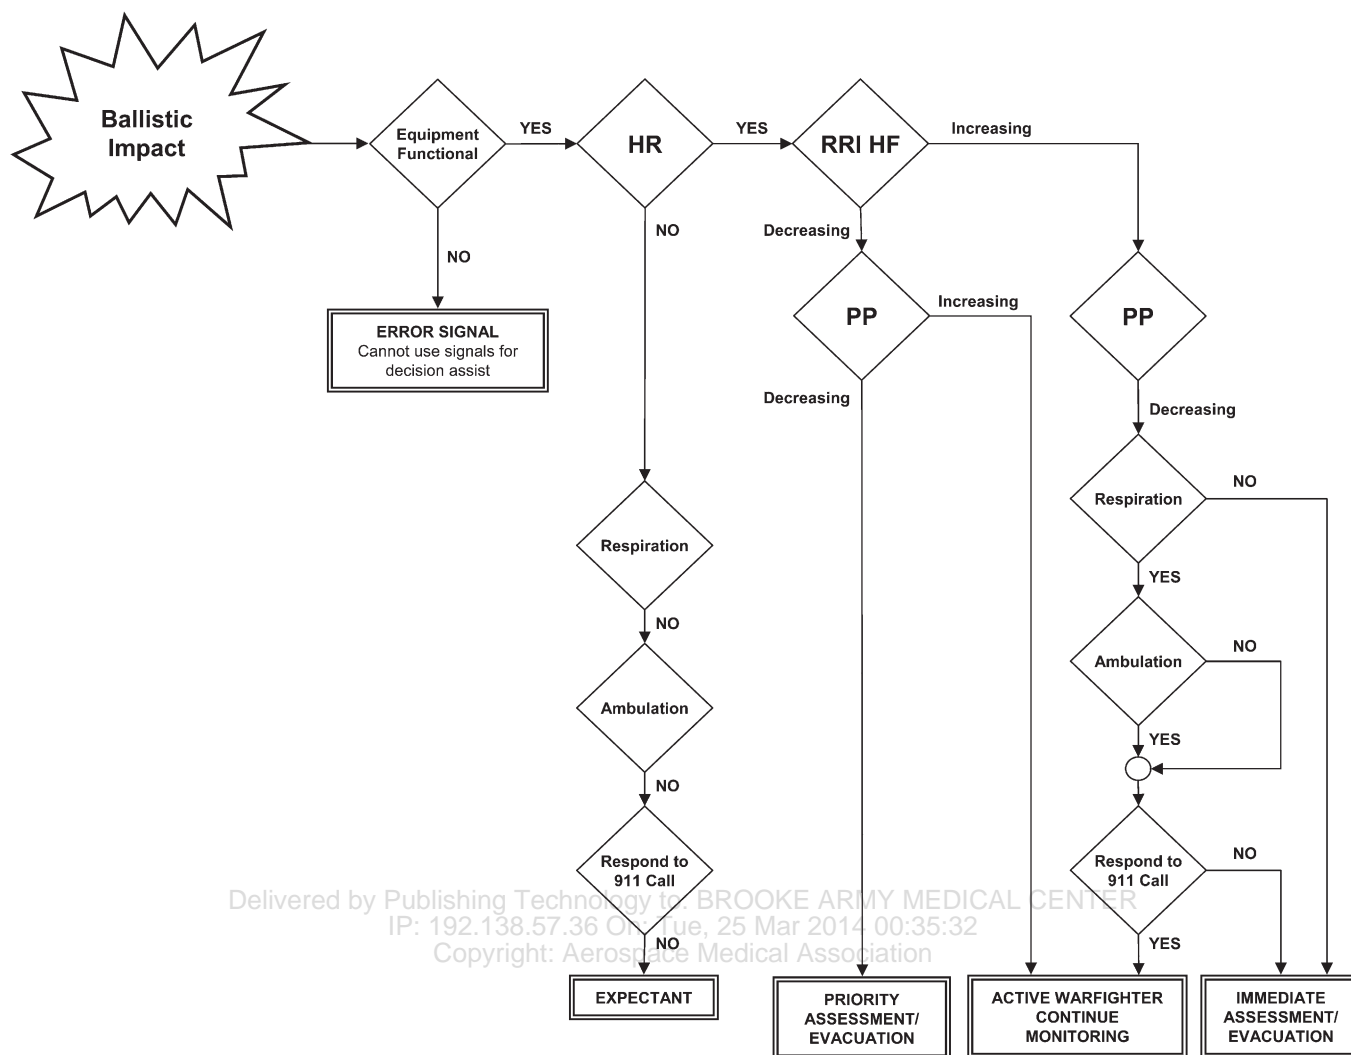 Ballistic
Impact
Equipment
Functional
YES
HR
YES
RRI HF
Increasing
NO
NO
Decreasing
PP
Increasing
PP
ERROR SIGNAL
Cannot use signals for
decision assist
Decreasing
Decreasing
Respiration
NO
Respiration
YES
NO
Ambulation
NO
Ambulation
YES
NO
Respond to
911 Call
NO
Respond to
911 Call
NO
YES
Delivered by Publishing Technology to: BROOKE ARMY MEDICAL CENTER
IP: 192.138.57.36 On: Tue, 25 Mar 2014 00:35:32
Copyright: Aerospace Medical Association
EXPECTANT
PRIORITY
ASSESSMENT/
EVACUATION
ACTIVE WARFIGHTER
CONTINUE
MONITORING
IMMEDIATE
ASSESSMENT/
EVACUATION